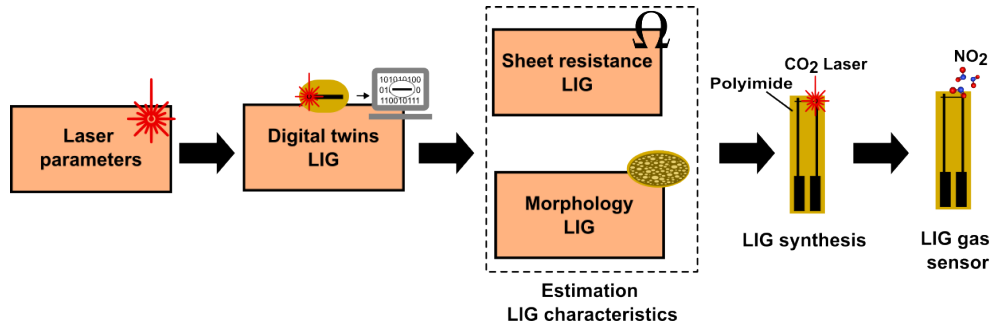 Laser
parameters
Digital twins
LIG
101010100
01 0
110010111
Sheet resistance
LIG
Ω
Morphology
LIG
Estimation
LIG characteristics
CO2 Laser
Polyimide
LIG synthesis
NO2
LIG gas
sensor